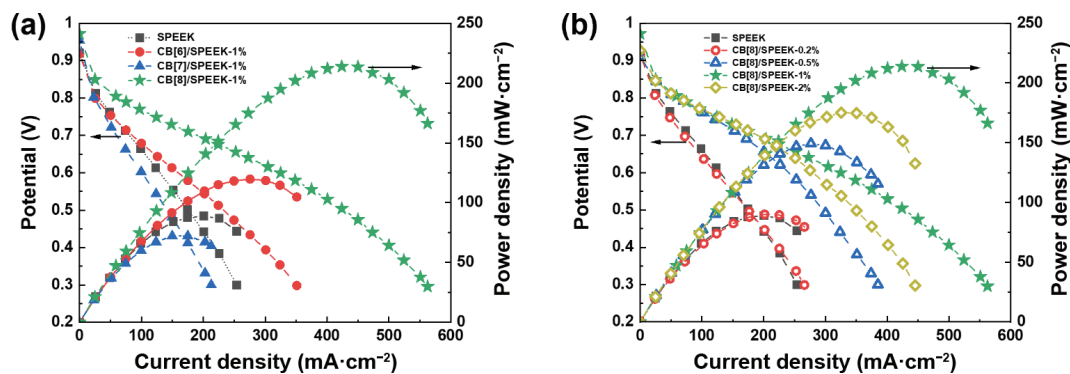 (a)
SPEEK
CB[6]/SPEEK-1%
CB[7]/SPEEK-1%
CB[8]/SPEEK-1%
Potential (V)
1
0.9
0.8
0.7
0.6
0.5
0.4
0.3
0.2
0 100 200 300 400 500 600
Current density (mA·cm⁻²)
250
200
150
100
50
0
Power density (mW·cm⁻²)
(b)
SPEEK
CB[8]/SPEEK-0.2%
CB[8]/SPEEK-0.5%
CB[8]/SPEEK-1%
CB[8]/SPEEK-2%
Potential (V)
1
0.9
0.8
0.7
0.6
0.5
0.4
0.3
0.2
0 100 200 300 400 500 600
Current density (mA·cm⁻²)
250
200
150
100
50
0
Power density (mW·cm⁻²)